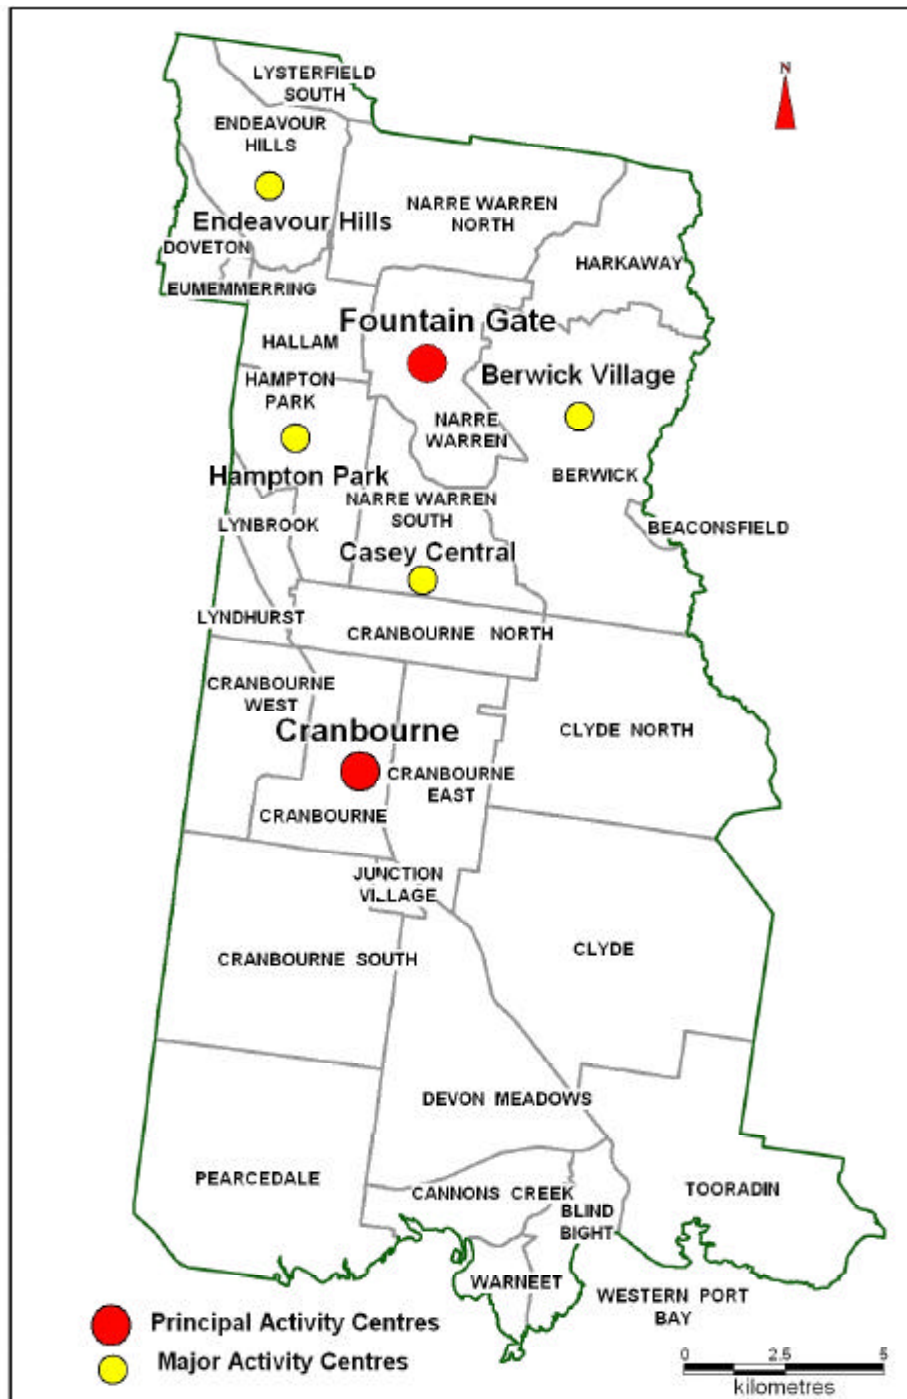 N
LYSTERFIELD
SOUTH
ENDEAVOUR
HILLS
Endeavour Hills
NARRE WARREN
NORTH
DOVETON
HARKAWAY
EUMEMMERRING
Fountain Gate
HALLAM
HAMPTON
PARK
Berwick Village
NARRE
WARREN
Hampton Park
BERWICK
NARRE WARREN
SOUTH
LYNBROOK
BEACONSFIELD
Casey Central
LYNDHURST
CRANBOURNE NORTH
CRANBOURNE
WEST
Cranbourne
CLYDE NORTH
CRANBOURNE
EAST
CRANBOURNE
JUNCTION
VILLAGE
CLYDE
CRANBOURNE SOUTH
DEVON MEADOWS
PEARCEDALE
CANNONS CREEK
TOORADIN
BLIND
BIGHT
WARNEET
WESTERN PORT
BAY
Principal Activity Centres
Major Activity Centres
0 2.5 5
kilometres